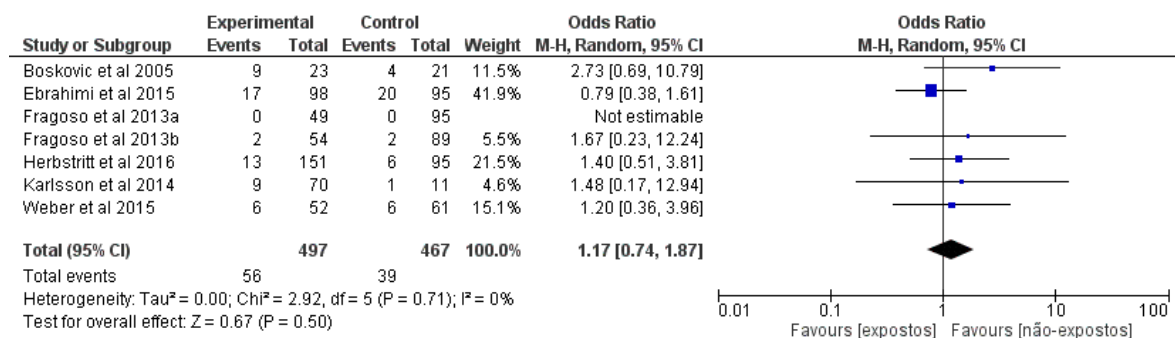 Experimental Control Odds Ratio Odds Ratio
Study or Subgroup Events Total Events Total Weight M-H, Random, 95% CI M-H, Random, 95% CI
Boskovic et al 2005 9 23 4 21 11.5% 2.73 [0.69, 10.79]
Ebrahimi et al 2015 17 98 20 95 41.9% 0.79 [0.38, 1.61]
Fragoso et al 2013a 0 49 0 95 Not estimable
Fragoso et al 2013b 2 54 2 89 5.5% 1.67 [0.23, 12.24]
Herbstritt et al 2016 13 151 6 95 21.5% 1.40 [0.51, 3.81]
Karlsson et al 2014 9 70 1 11 4.6% 1.48 [0.17, 12.94]
Weber et al 2015 6 52 6 61 15.1% 1.20 [0.36, 3.96]
Total (95% CI) 497 467 100.0% 1.17 [0.74, 1.87]
Total events 56 39
Heterogeneity: Tau² = 0.00; Chi² = 2.92, df = 5 (P = 0.71); I² = 0%
Test for overall effect: Z = 0.67 (P = 0.50)
0.01 0.1 1 10 100
Favours [expostos] Favours [não-expostos]